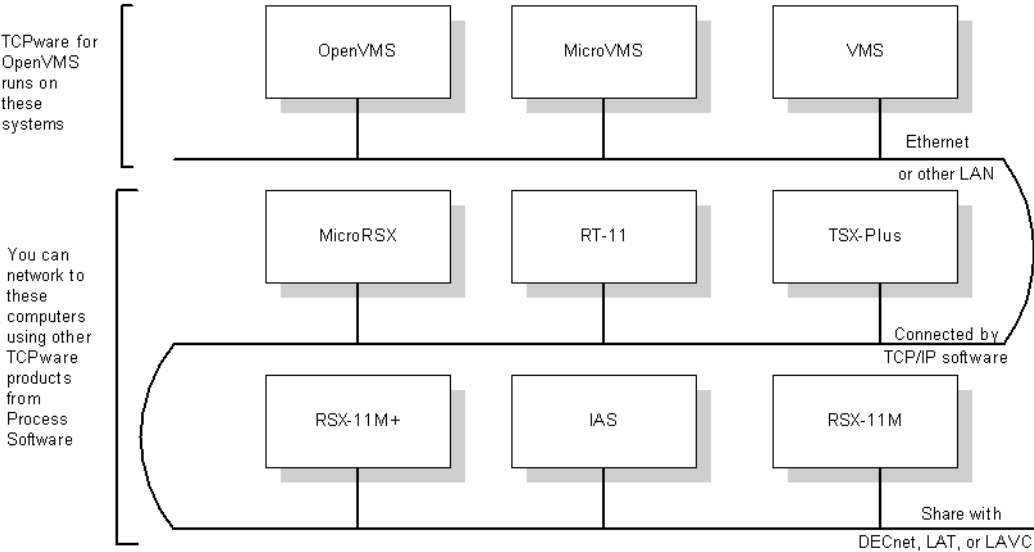 TCPware for
OpenVMS
runs on
these
systems
OpenVMS
MicroVMS
VMS
Ethernet
or other LAN
You can
network to
these
computers
using other
TCPware
products
from
Process
Software
MicroRSX
RT-11
TSX-Plus
Connected by
TCP/IP software
RSX-11M+
IAS
RSX-11M
Share with
DECnet, LAT, or LAVC